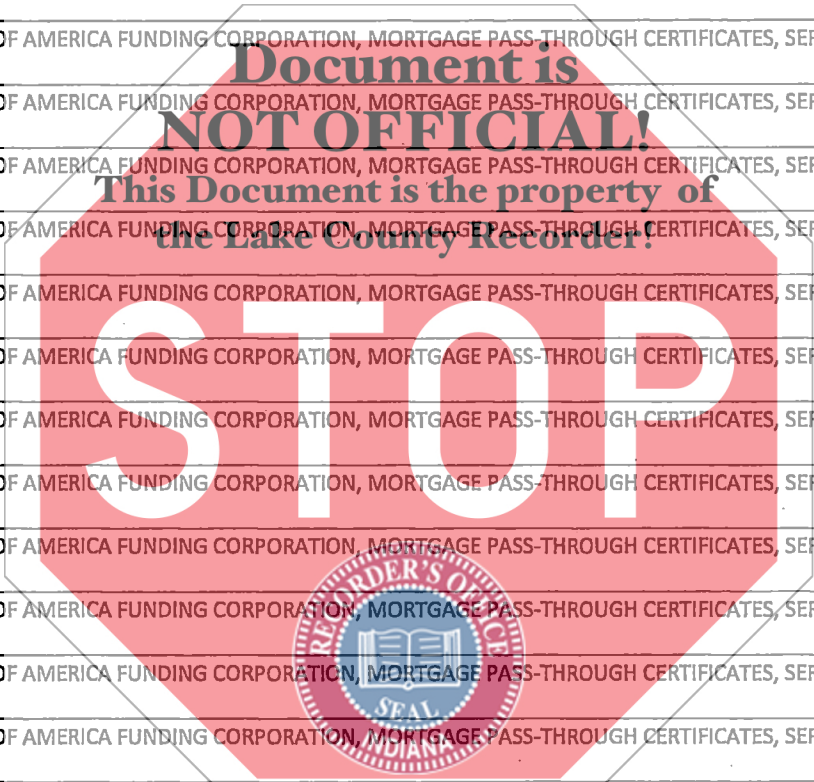 OF AMERICA FUNDING CORPORATION, MORTGAGE PASS-THROUGH CERTIFICATES, SER
Document is
OF AMERICA FUNDING CORPORATION, MORTGAGE PASS-THROUGH CERTIFICATES, SER
NOT OFFICIAL!
OF AMERICA FUNDING CORPORATION, MORTGAGE PASS-THROUGH CERTIFICATES, SER
This Document is the property of
OF AMERICA FUNDING CORPORATION, MORTGAGE PASS-THROUGH CERTIFICATES, SER
the Lake County Recorder!
OF AMERICA FUNDING CORPORATION, MORTGAGE PASS-THROUGH CERTIFICATES, SER
OF AMERICA FUNDING CORPORATION, MORTGAGE PASS-THROUGH CERTIFICATES, SER
STOP
OF AMERICA FUNDING CORPORATION, MORTGAGE PASS-THROUGH CERTIFICATES, SER
OF AMERICA FUNDING CORPORATION, MORTGAGE PASS-THROUGH CERTIFICATES, SER
OF AMERICA FUNDING CORPORATION, MORTGAGE PASS-THROUGH CERTIFICATES, SER
OF AMERICA FUNDING CORPORATION, MORTGAGE PASS-THROUGH CERTIFICATES, SER
OF AMERICA FUNDING CORPORATION, MORTGAGE PASS-THROUGH CERTIFICATES, SER
OF AMERICA FUNDING CORPORATION, MORTGAGE PASS-THROUGH CERTIFICATES, SER
RECORDER'S OFFICE
SEAL
INDIANA